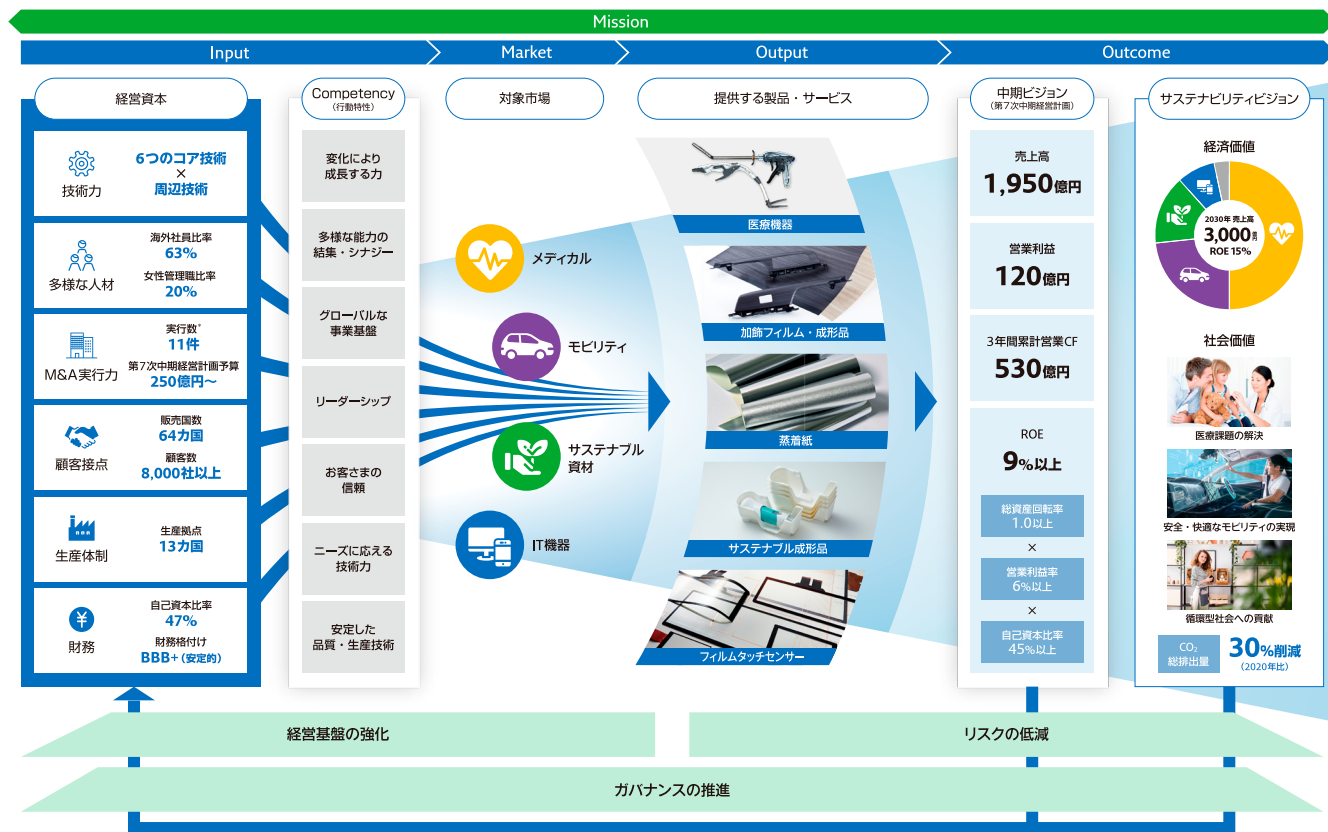 Mission
Input
Market
Output
Outcome
経営資本
6つのコア技術
×
周辺技術
技術力
海外社員比率
63%
女性管理職比率
20%
多様な人材
実行数*
11件
第7次中期経営計画予算
250億円〜
M&A実行力
販売国数
64カ国
顧客数
8,000社以上
顧客接点
生産拠点
13カ国
生産体制
自己資本比率
47%
財務格付け
BBB+(安定的)
財務
Competency
(行動特性)
変化により
成長する力
多様な能力の
結集・シナジー
グローバルな
事業基盤
リーダーシップ
お客さまの
信頼
ニーズに応える
技術力
安定した
品質・生産技術
対象市場
メディカル
モビリティ
サステナブル
資材
IT機器
提供する製品・サービス
医療機器
加飾フィルム・成形品
蒸着紙
サステナブル成形品
フィルムタッチセンサー
中期ビジョン
(第7次中期経営計画)
売上高
1,950億円
営業利益
120億円
3年間累計営業CF
530億円
ROE
9%以上
総資産回転率
1.0以上
×
営業利益率
6%以上
×
自己資本比率
45%以上
サステナビリティビジョン
経済価値
2030年 売上高
3,000億円
ROE 15%
社会価値
医療課題の解決
安全・快適なモビリティの実現
循環型社会への貢献
CO₂
総排出量
30%削減
(2020年比)
経営基盤の強化
リスクの低減
ガバナンスの推進